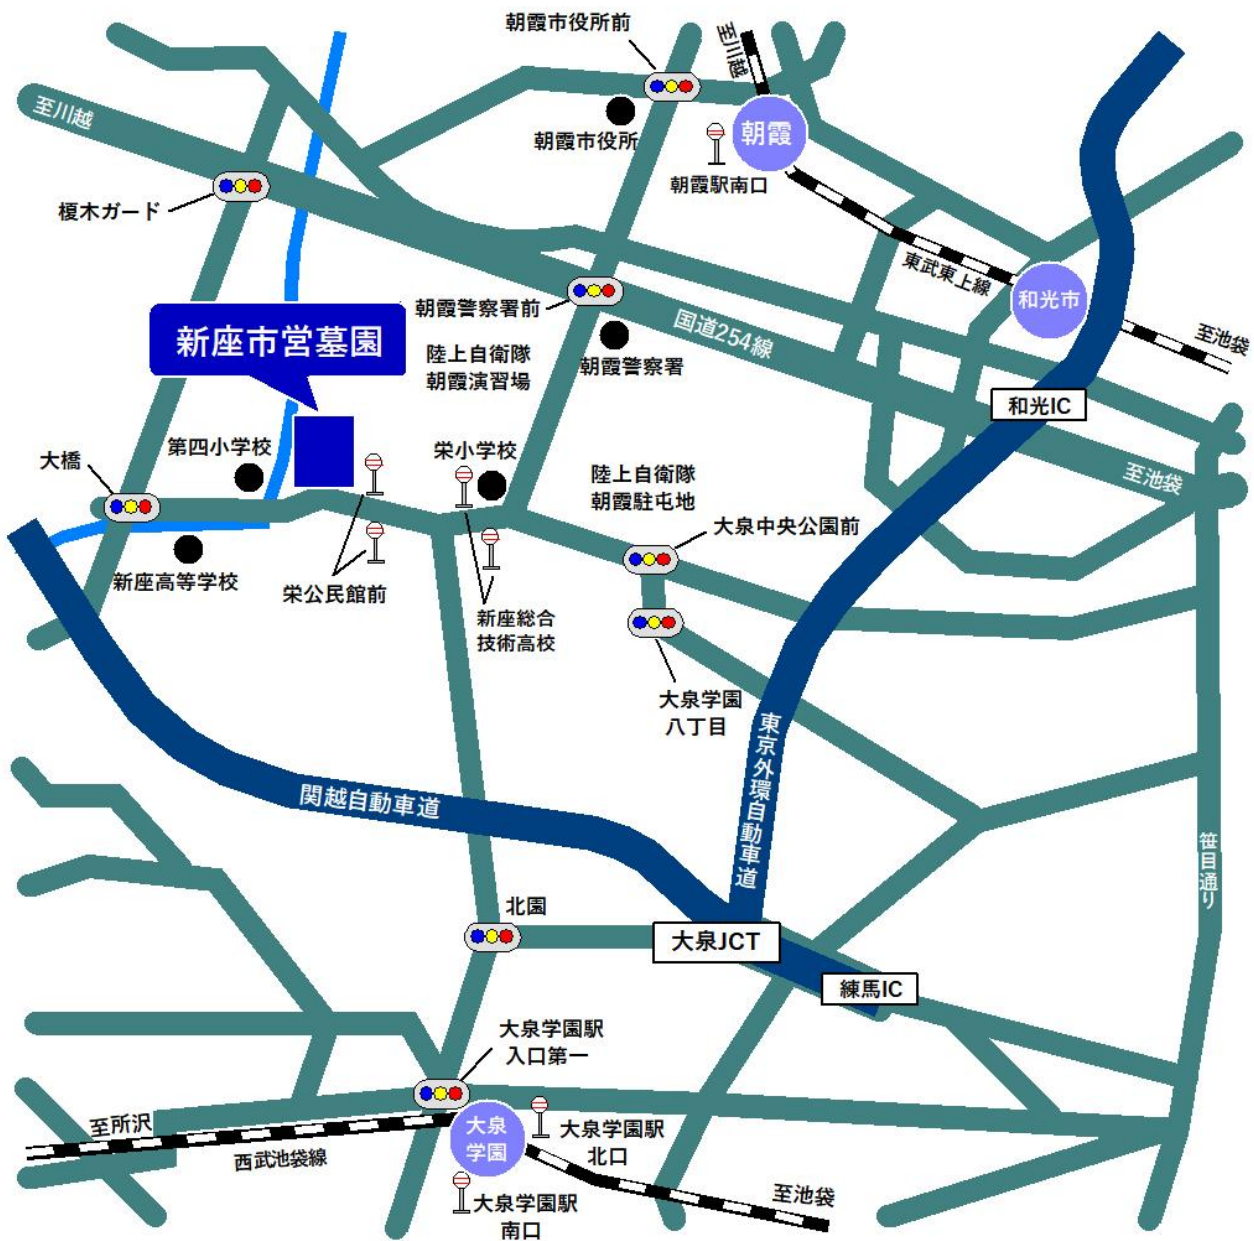 朝霞市役所前
至川越
至川越
朝霞
朝霞市役所
朝霞駅南口
榎木ガード
東武東上線
和光市
朝霞警察署前
国道254線
至池袋
新座市営墓園
陸上自衛隊
朝霞演習場
朝霞警察署
和光IC
大橋
第四小学校
栄小学校
陸上自衛隊
朝霞駐屯地
至池袋
大泉中央公園前
新座高等学校
栄公民館前
新座総合
技術高校
大泉学園
八丁目
東京外環自動車道
関越自動車道
笹目通り
北園
大泉JCT
練馬IC
大泉学園駅
入口第一
至所沢
大泉
学園
大泉学園駅
北口
西武池袋線
至池袋
大泉学園駅
南口